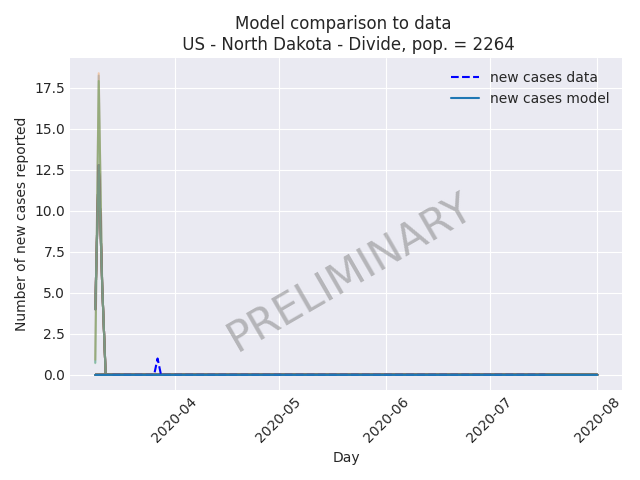 Model comparison to data
US - North Dakota - Divide, pop. = 2264
new cases data
new cases model
17.5
15.0
12.5
10.0
7.5
5.0
2.5
0.0
Number of new cases reported
PRELIMINARY
2020-04
2020-05
2020-06
2020-07
2020-08
Day